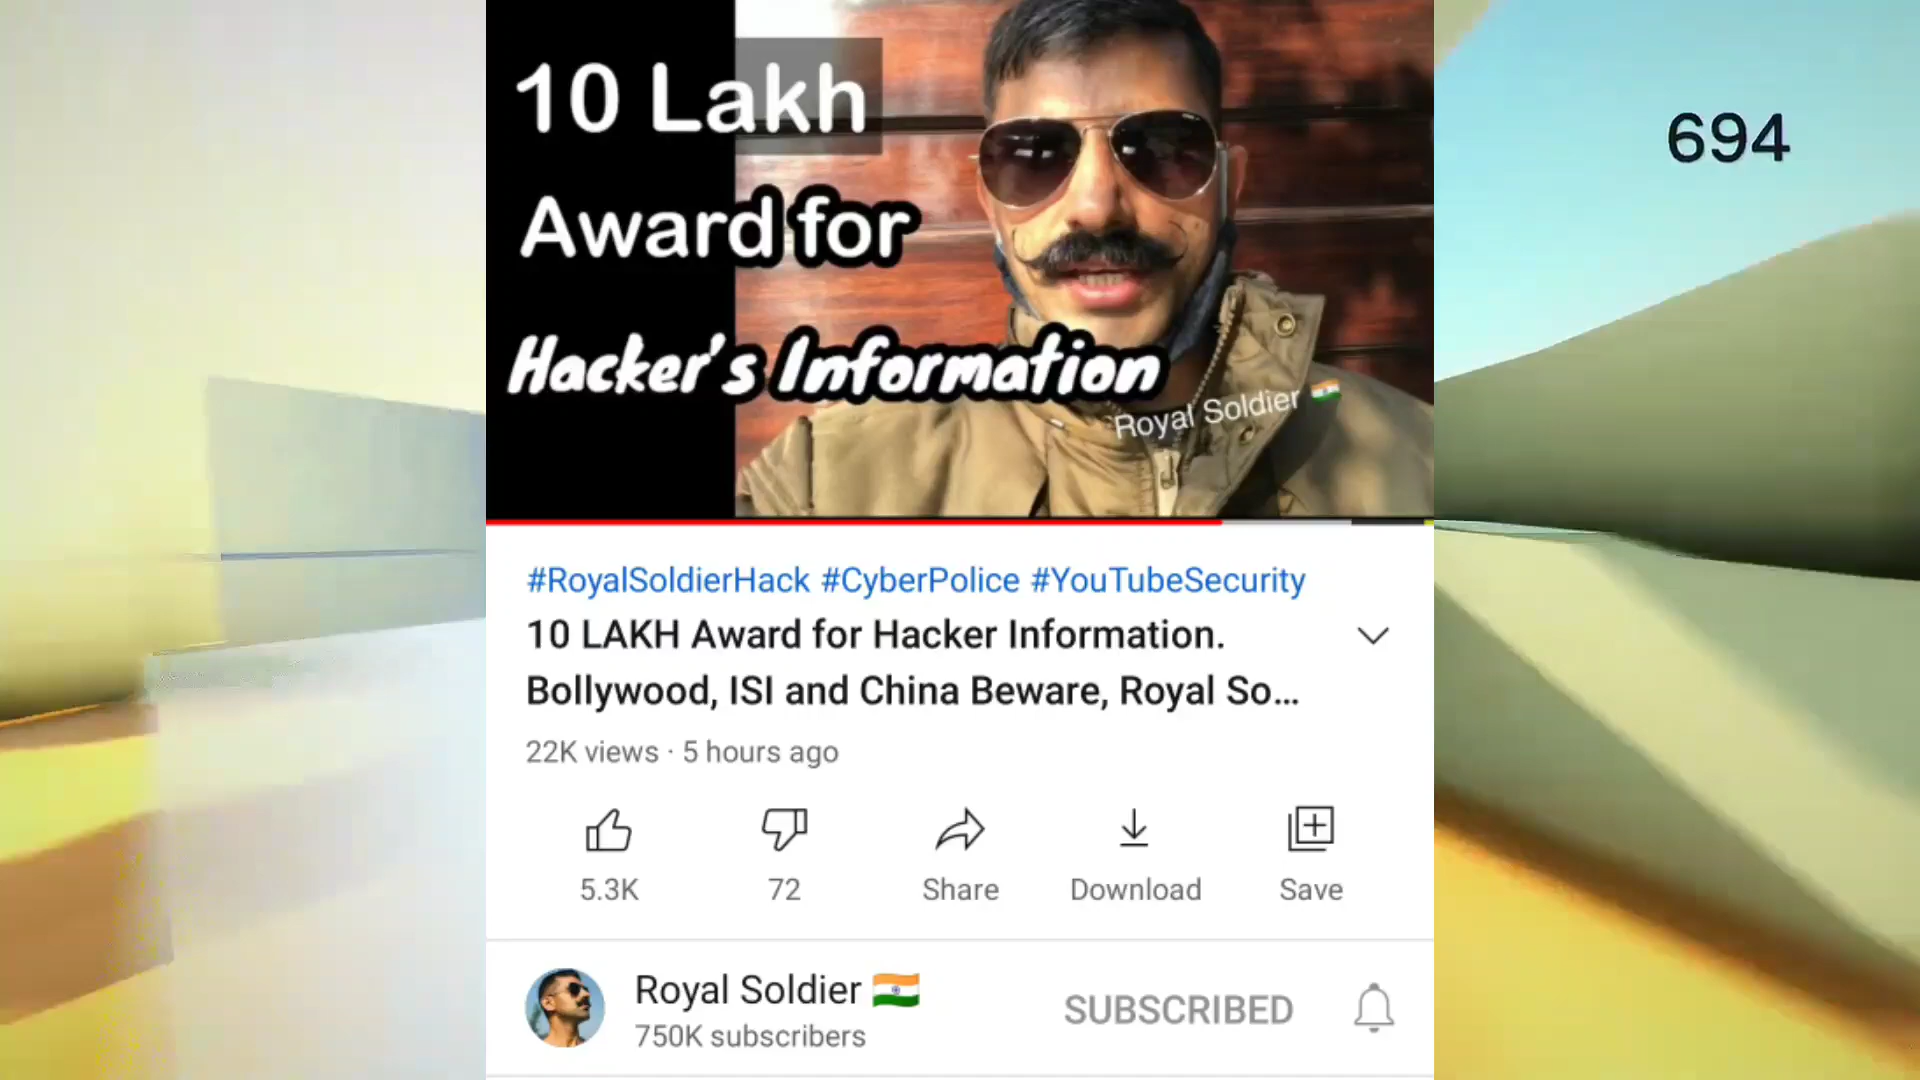 10 Lakh
Award for
Hacker's Information
Royal Soldier 🇮🇳
694
#RoyalSoldierHack #CyberPolice #YouTubeSecurity
10 LAKH Award for Hacker Information.
Bollywood, ISI and China Beware, Royal So...
22K views · 5 hours ago
5.3K 72 Share Download Save
Royal Soldier 🇮🇳
750K subscribers
SUBSCRIBED